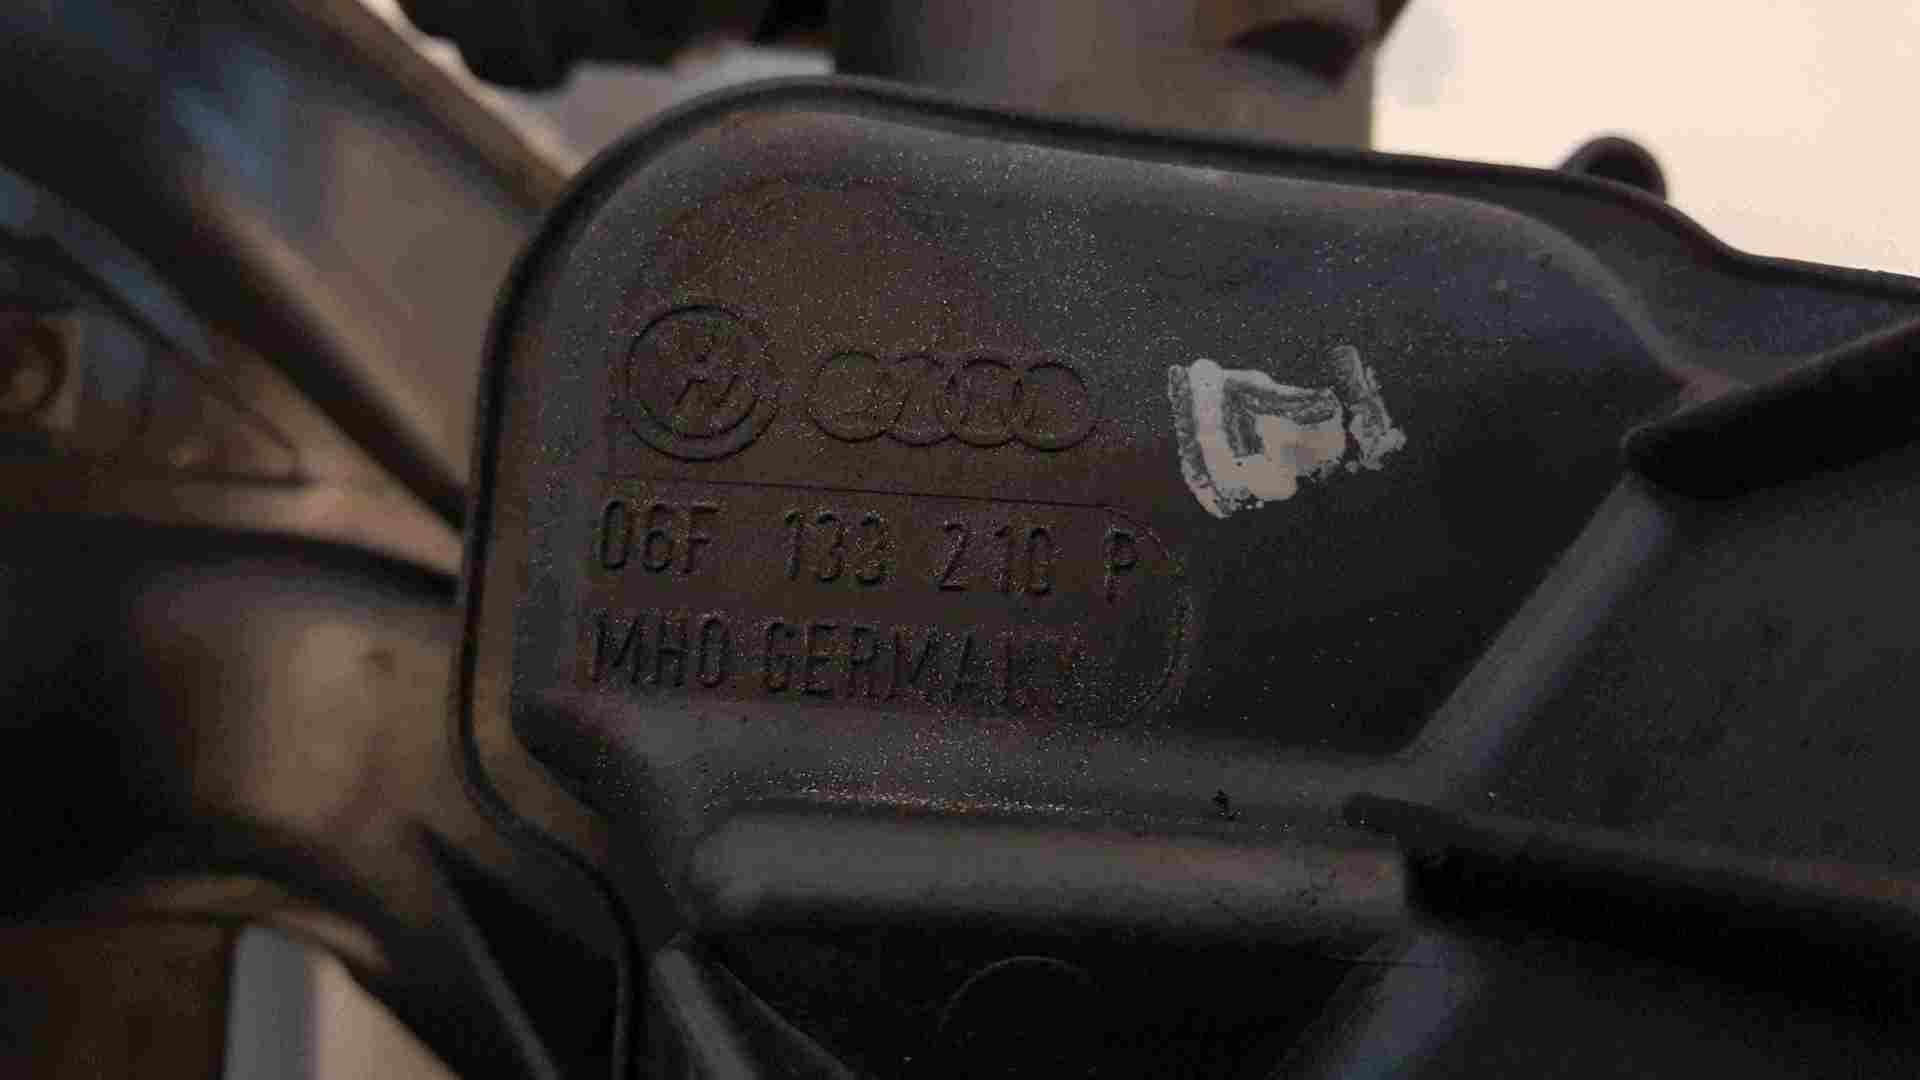 06F 133 210 P
MHO GERMANY